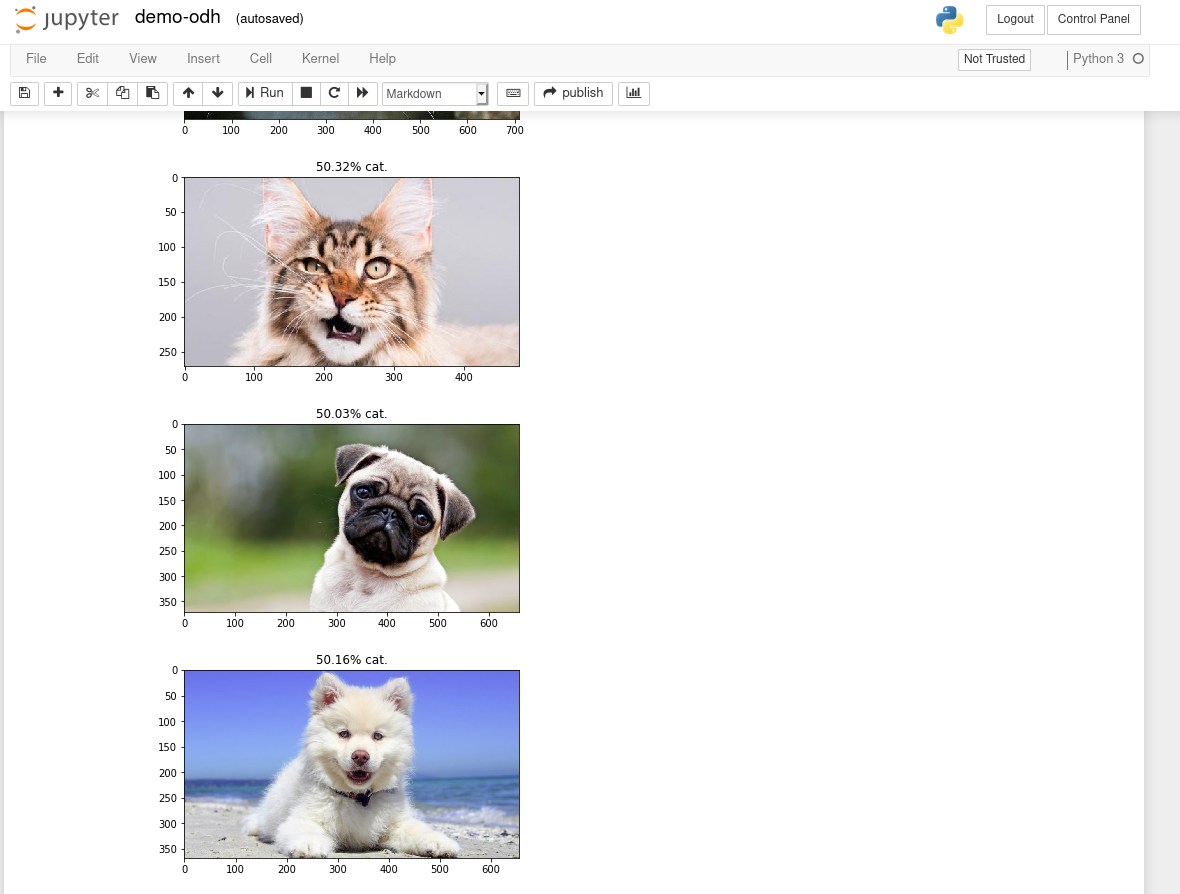 jupyter demo-odh (autosaved) Logout Control Panel
File Edit View Insert Cell Kernel Help Not Trusted Python 3
Run Markdown publish
0 100 200 300 400 500 600 700
50.32% cat.
0
50
100
150
200
250
0 100 200 300 400
50.03% cat.
0
50
100
150
200
250
300
350
0 100 200 300 400 500 600
50.16% cat.
0
50
100
150
200
250
300
350
0 100 200 300 400 500 600